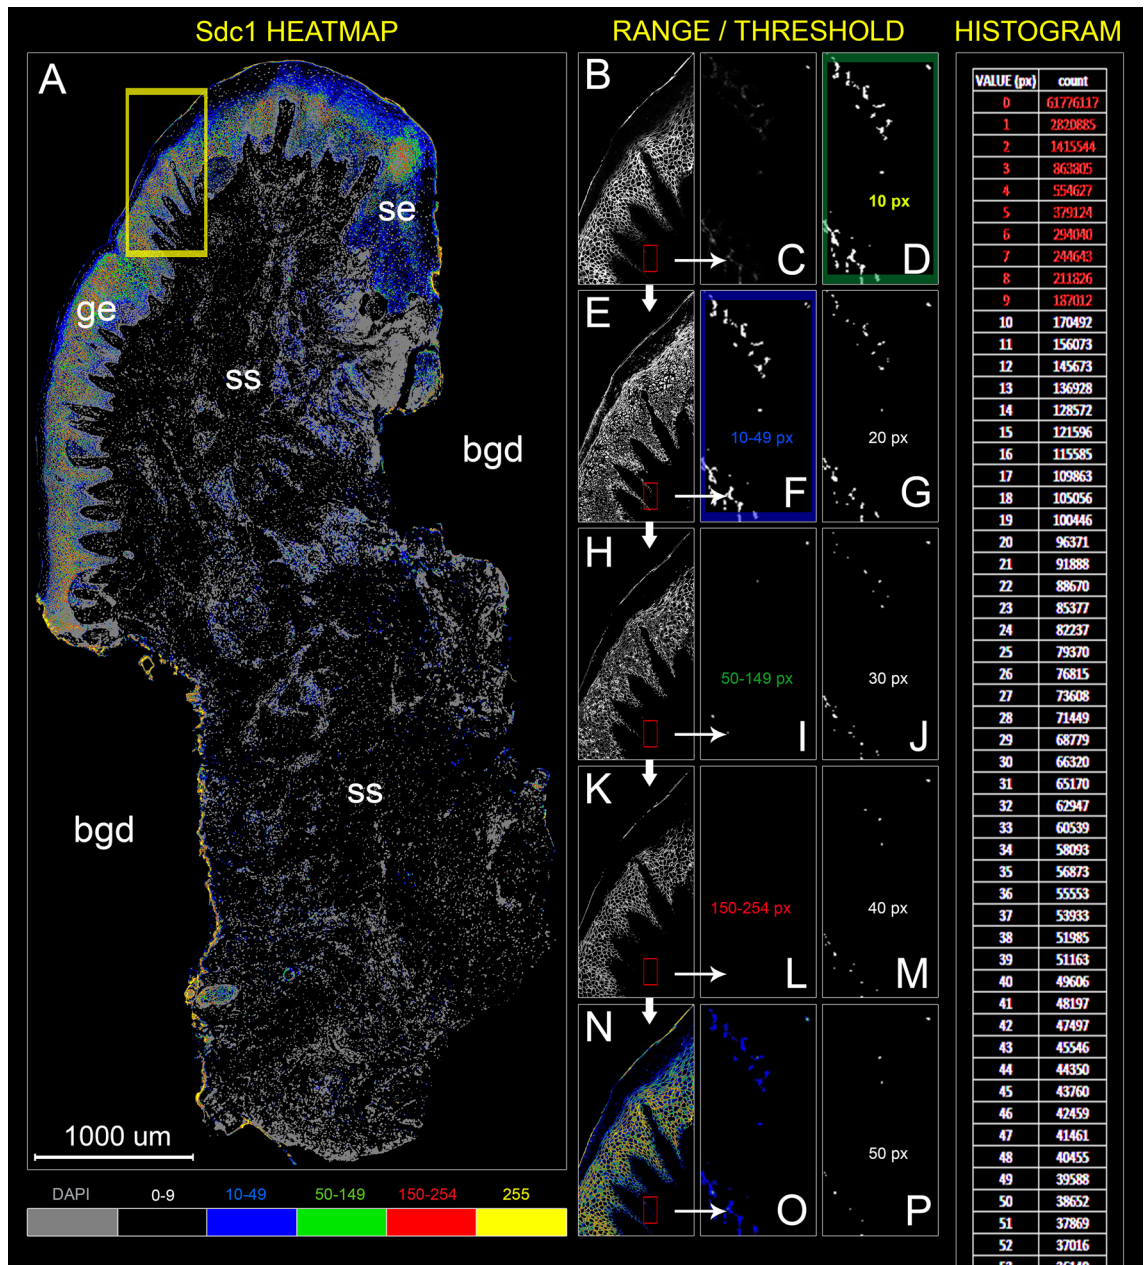 Sdc1 HEATMAP
RANGE / THRESHOLD
HISTOGRAM
A
se
ge
ss
bgd
ss
bgd
1000 um
DAPI 0-9 10-49 50-149 150-254 255
B
C
10 px
D
E
10-49 px
F
20 px
G
H
50-149 px
I
30 px
J
K
150-254 px
L
40 px
M
N
O
50 px
P
VALUE (px) count
0 61776117
1 2820885
2 1415544
3 863805
4 554627
5 379124
6 294040
7 244643
8 211826
9 187012
10 170492
11 156073
12 145673
13 136928
14 128572
15 121596
16 115585
17 109863
18 105056
19 100446
20 96371
21 91888
22 88670
23 85377
24 82237
25 79370
26 76815
27 73608
28 71449
29 68779
30 66320
31 65170
32 62947
33 60539
34 58093
35 56873
36 55553
37 53933
38 51985
39 51163
40 49606
41 48197
42 47497
43 45546
44 44350
45 43760
46 42459
47 41461
48 40455
49 39588
50 38652
51 37869
52 37016